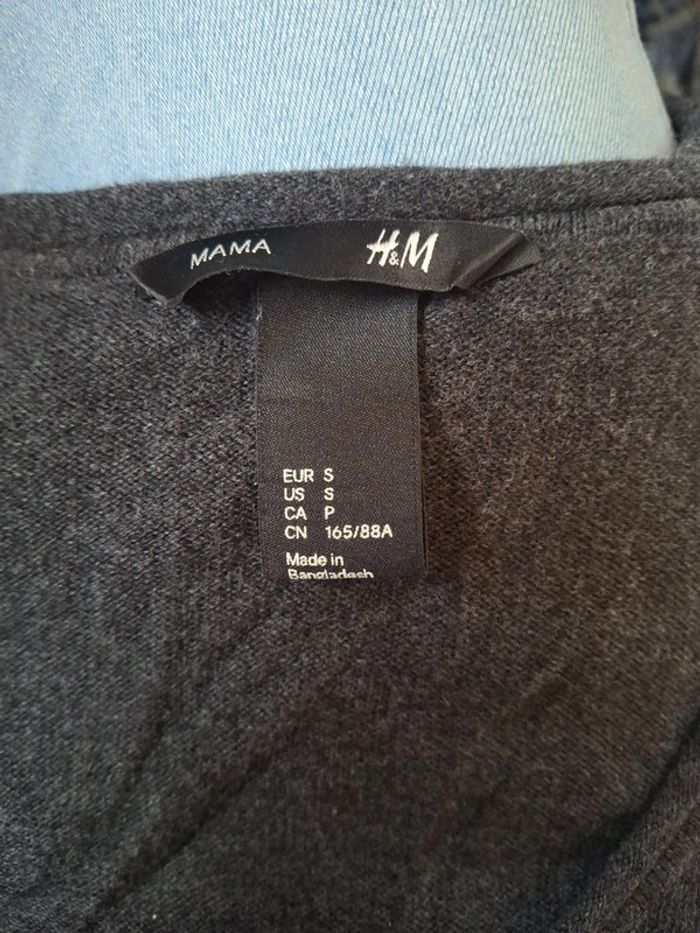 MAMA H&M
EUR S
US S
CA P
CN 165/88A
Made in
Bangladesh